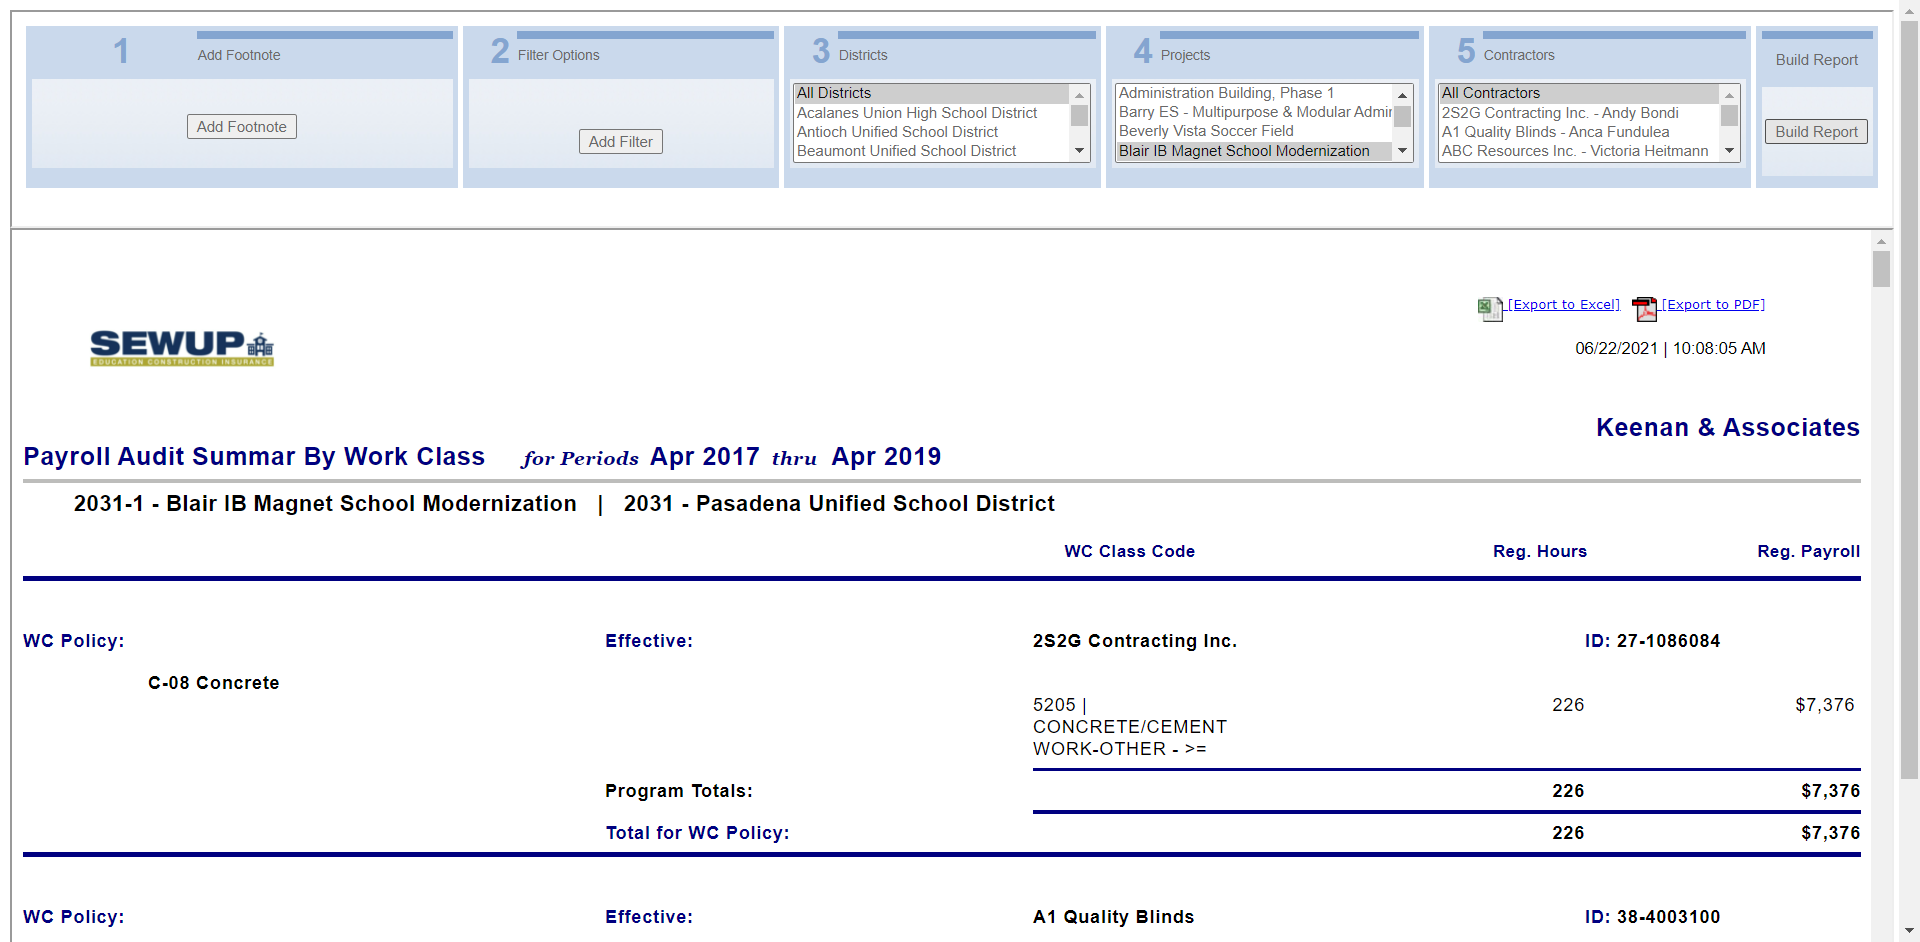 1 Add Footnote
Add Footnote
2 Filter Options
Add Filter
3 Districts
All Districts
Acalanes Union High School District
Antioch Unified School District
Beaumont Unified School District
4 Projects
Administration Building, Phase 1
Barry ES - Multipurpose & Modular Admir
Beverly Vista Soccer Field
Blair IB Magnet School Modernization
5 Contractors
All Contractors
2S2G Contracting Inc. - Andy Bondi
A1 Quality Blinds - Anca Fundulea
ABC Resources Inc. - Victoria Heitmann
Build Report
Build Report
[Export to Excel] [Export to PDF]
SEWUP
EDUCATION CONSTRUCTION INSURANCE
06/22/2021 | 10:08:05 AM
Keenan & Associates
Payroll Audit Summar By Work Class for Periods Apr 2017 thru Apr 2019
2031-1 - Blair IB Magnet School Modernization | 2031 - Pasadena Unified School District
WC Class Code Reg. Hours Reg. Payroll
WC Policy: Effective: 2S2G Contracting Inc. ID: 27-1086084
C-08 Concrete
5205 | 226 $7,376
CONCRETE/CEMENT
WORK-OTHER - >=
Program Totals: 226 $7,376
Total for WC Policy: 226 $7,376
WC Policy: Effective: A1 Quality Blinds ID: 38-4003100